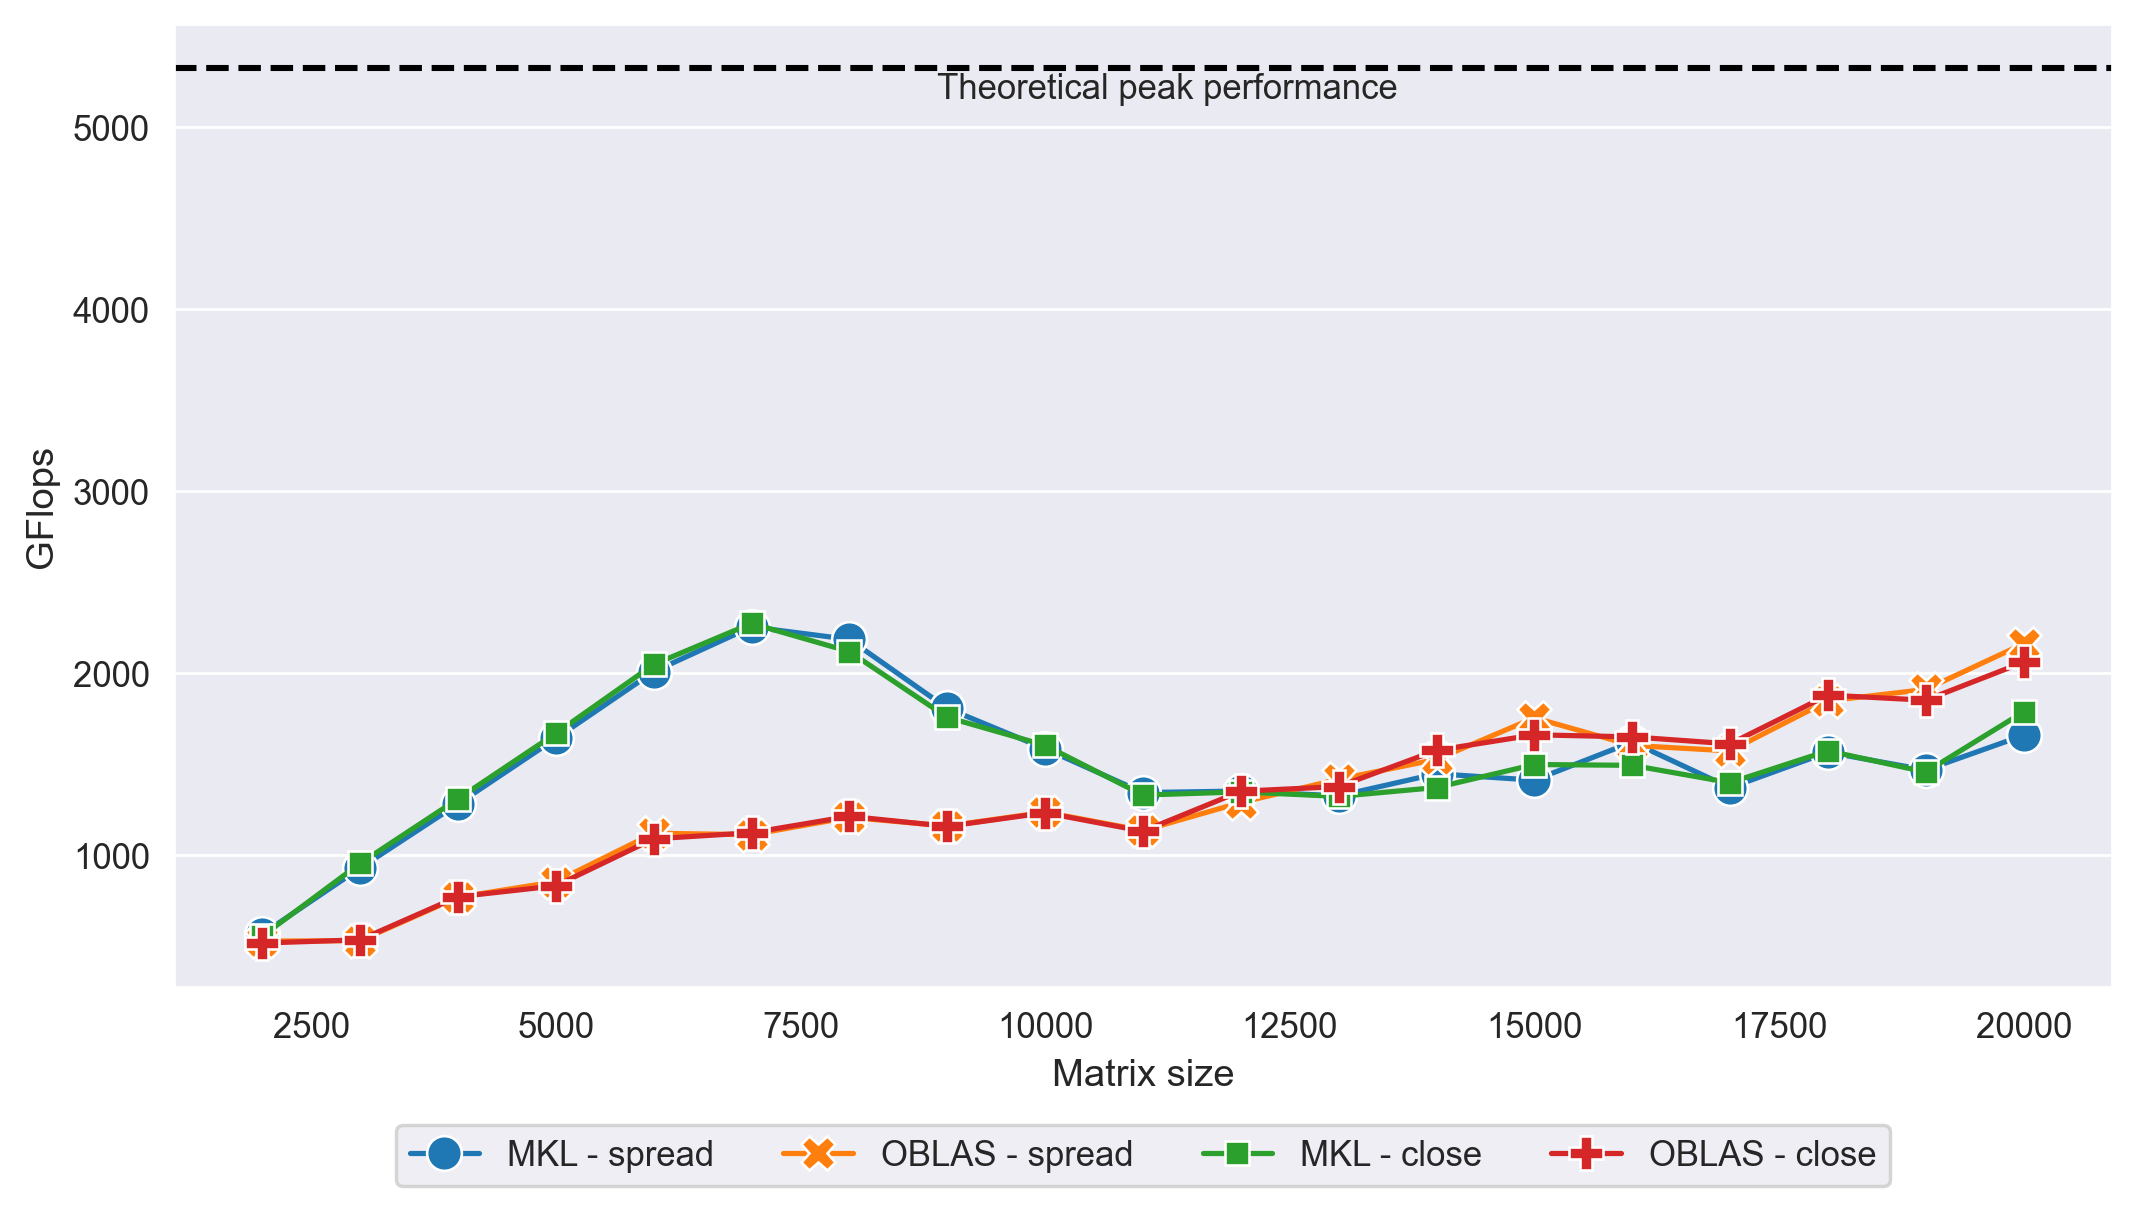 Theoretical peak performance
5000
4000
3000
2000
1000
GFlops
2500 5000 7500 10000 12500 15000 17500 20000
Matrix size
MKL - spread OBLAS - spread MKL - close OBLAS - close